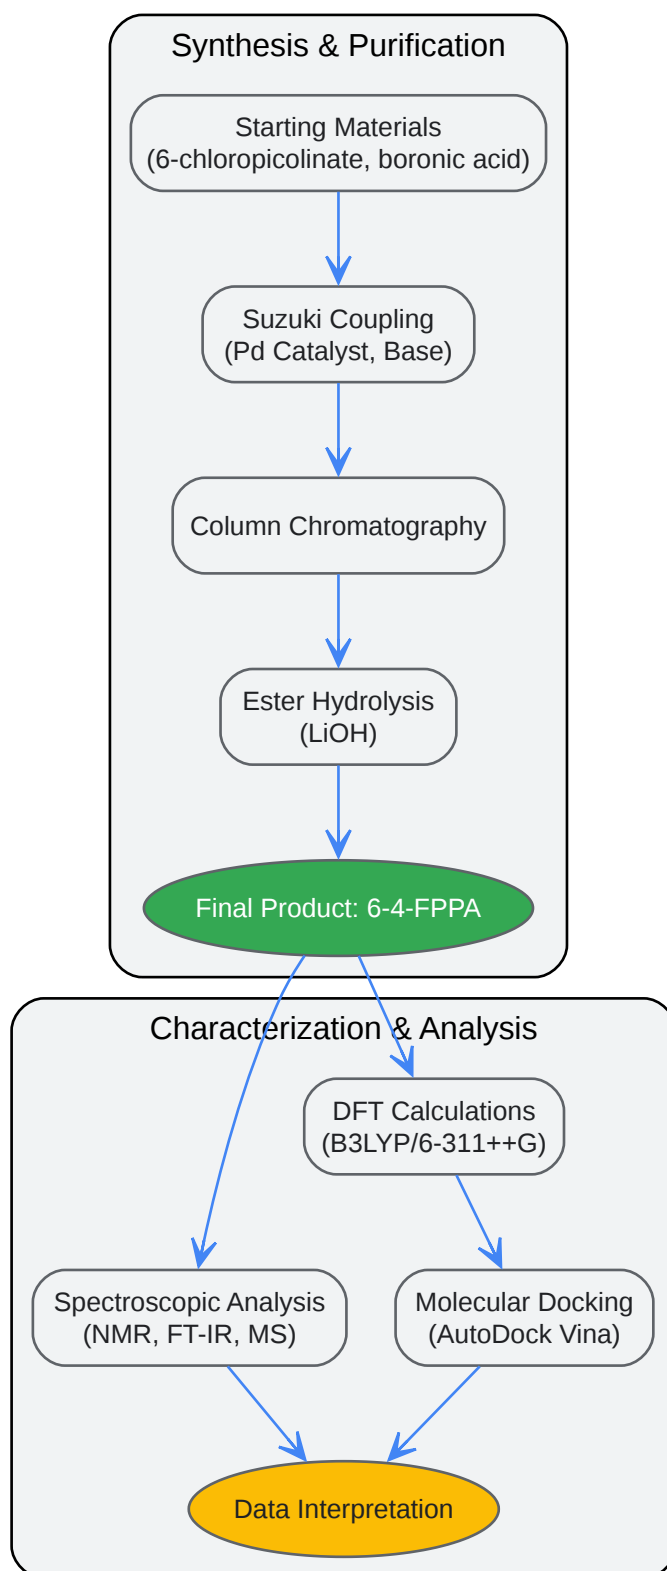 Synthesis & Purification
Starting Materials
(6-chloropicolinate, boronic acid)
Suzuki Coupling
(Pd Catalyst, Base)
Column Chromatography
Ester Hydrolysis
(LiOH)
Final Product: 6-4-FPPA
Characterization & Analysis
DFT Calculations
(B3LYP/6-311++G)
Spectroscopic Analysis
(NMR, FT-IR, MS)
Molecular Docking
(AutoDock Vina)
Data Interpretation